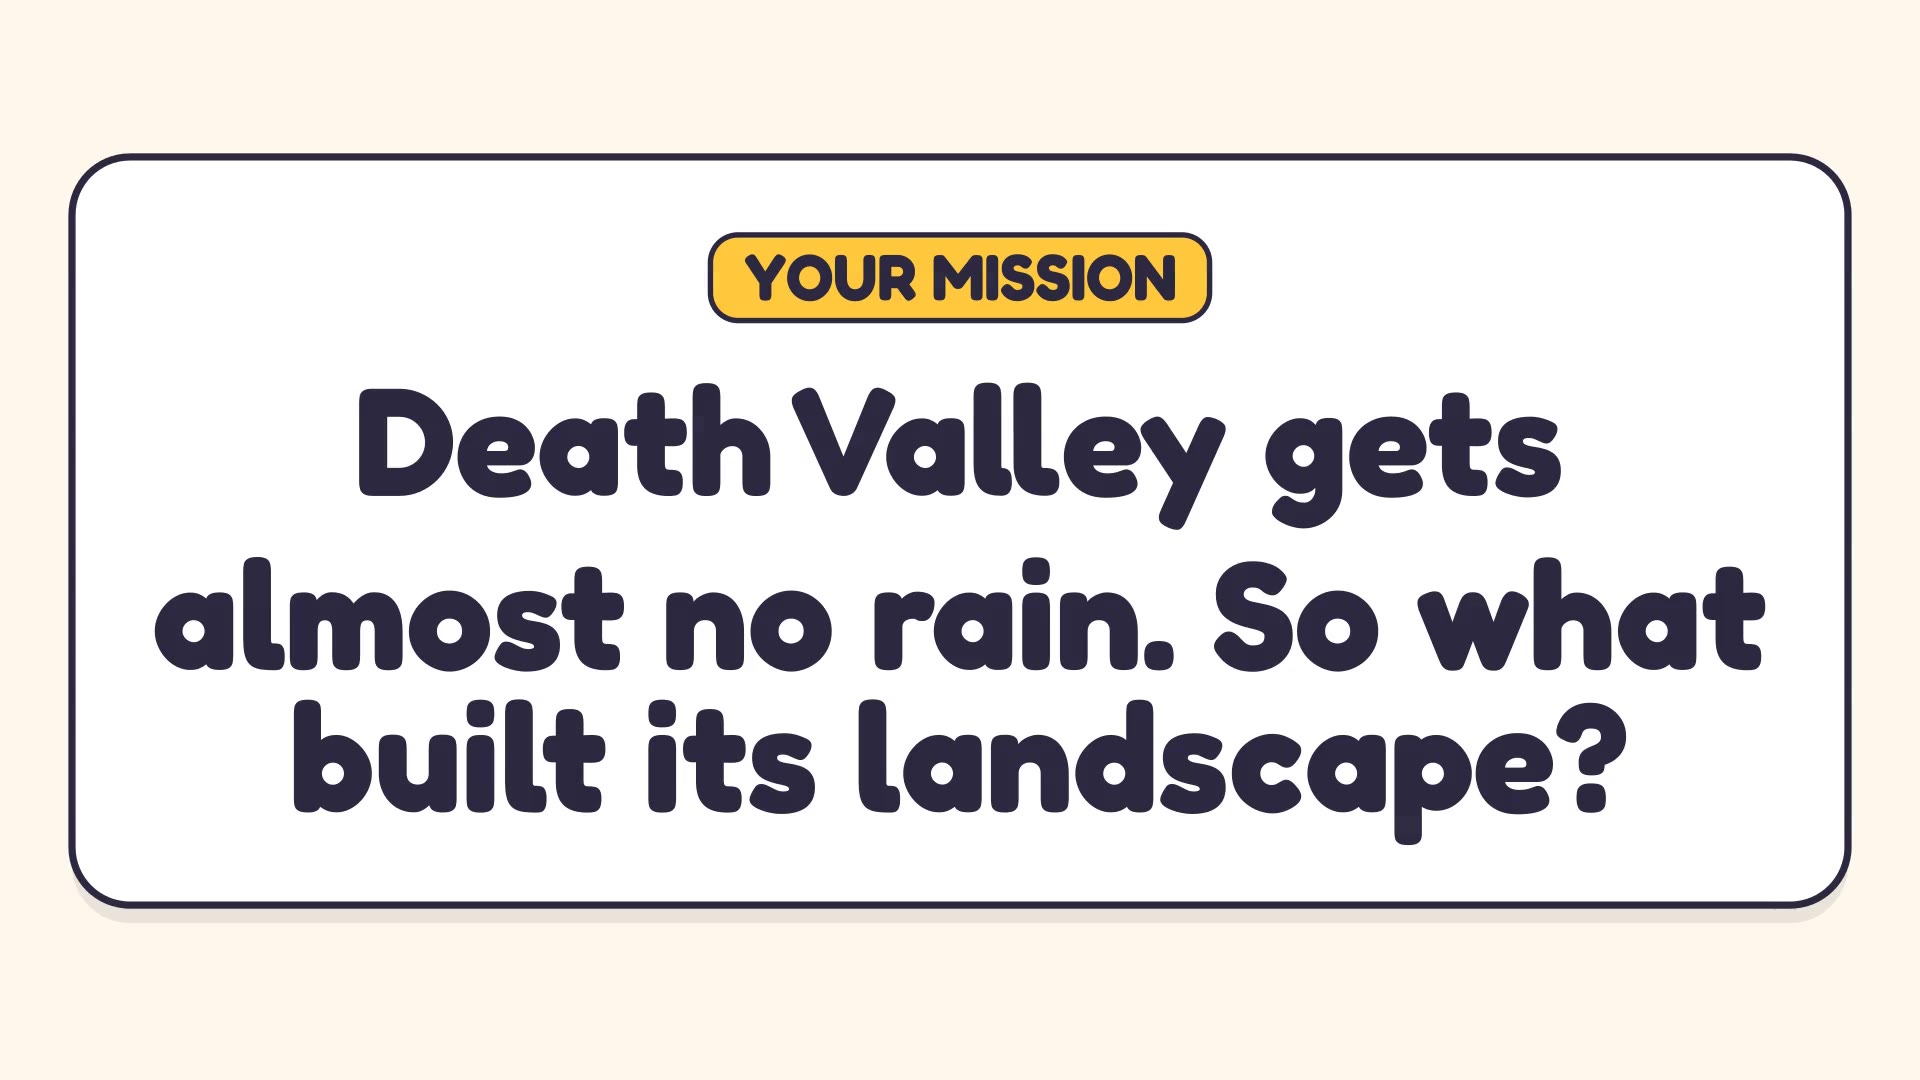 YOUR MISSION
Death Valley gets
almost no rain. So what
built its landscape?